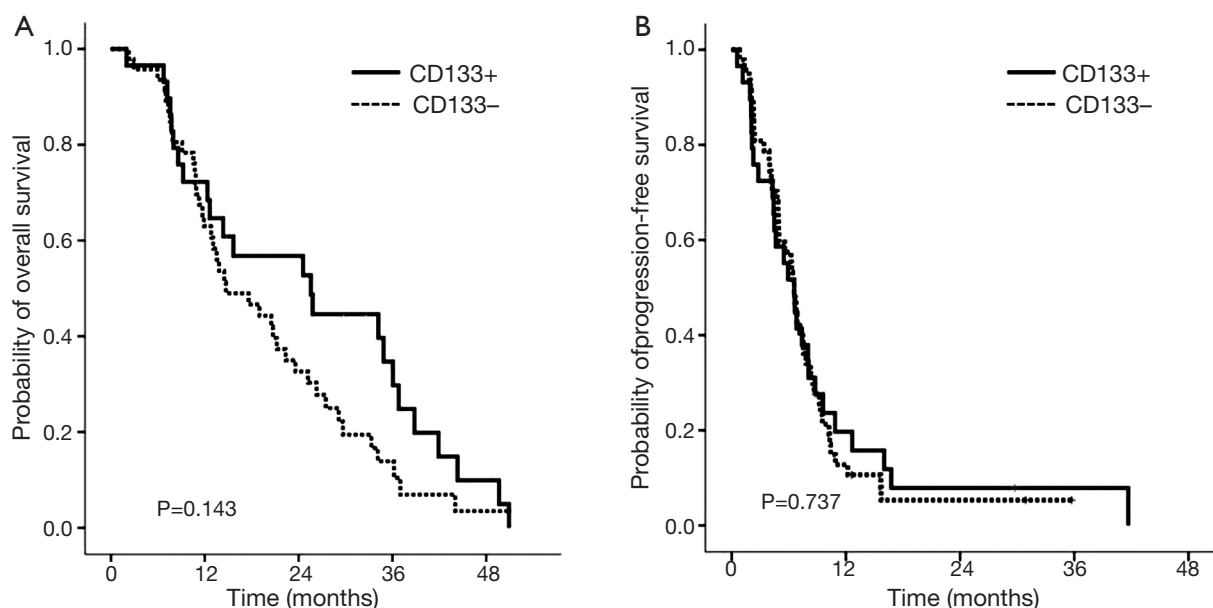 A
Probability of overall survival
1.0
0.8
0.6
0.4
0.2
0.0
CD133+
CD133–
P=0.143
0 12 24 36 48
Time (months)
B
Probability ofprogression-free survival
1.0
0.8
0.6
0.4
0.2
0.0
CD133+
CD133–
P=0.737
0 12 24 36 48
Time (months)